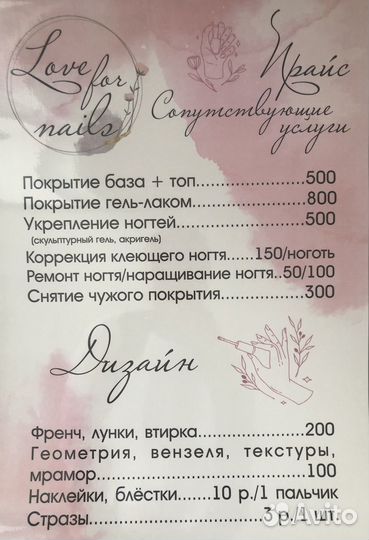 Love
for
nails
Прайс
Сопутствующие
услуги
Покрытие база + топ..................500
Покрытие гель-лаком..................800
Укрепление ногтей.....................500
(скульптурный гель, акригель)
Коррекция клеющего ногтя......150/ноготь
Ремонт ногтя/наращивание ногтя..50/100
Снятие чужого покрытия...............300
Дизайн
Френч, лунки, втирка...................200
Геометрия, вензеля, текстуры,
мрамор.....................................100
Наклейки, блёстки.......10 р./1 пальчик
Стразы...............................3 р./1 шт.
Avito